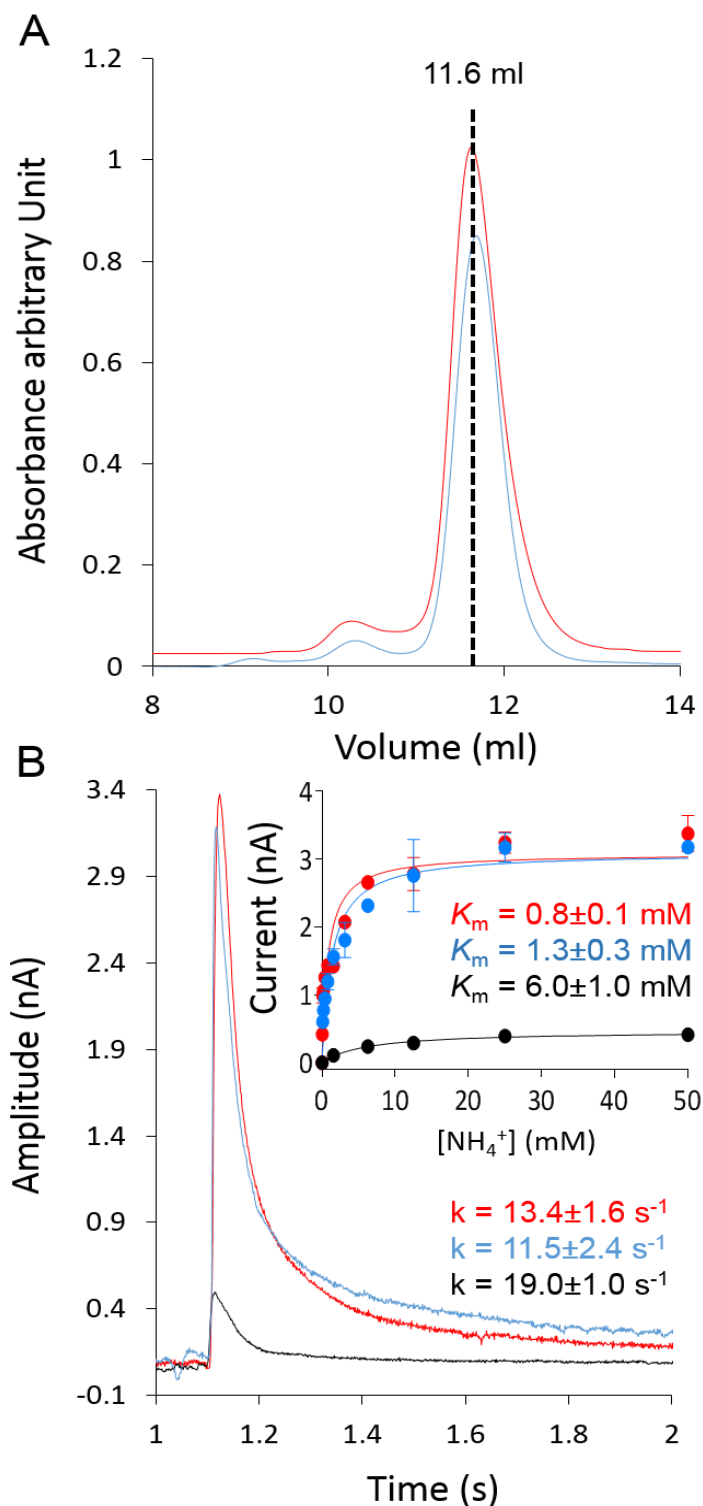 A
11.6 ml
Absorbance arbitrary Unit
1.2
1
0.8
0.6
0.4
0.2
0
8
10
12
14
Volume (ml)
B
Amplitude (nA)
3.4
2.9
2.4
1.9
1.4
0.9
0.4
-0.1
Current (nA)
4
3
2
1
0
Km = 0.8±0.1 mM
Km = 1.3±0.3 mM
Km = 6.0±1.0 mM
0
10
20
30
40
50
[NH₄⁺] (mM)
k = 13.4±1.6 s⁻¹
k = 11.5±2.4 s⁻¹
k = 19.0±1.0 s⁻¹
1
1.2
1.4
1.6
1.8
2
Time (s)